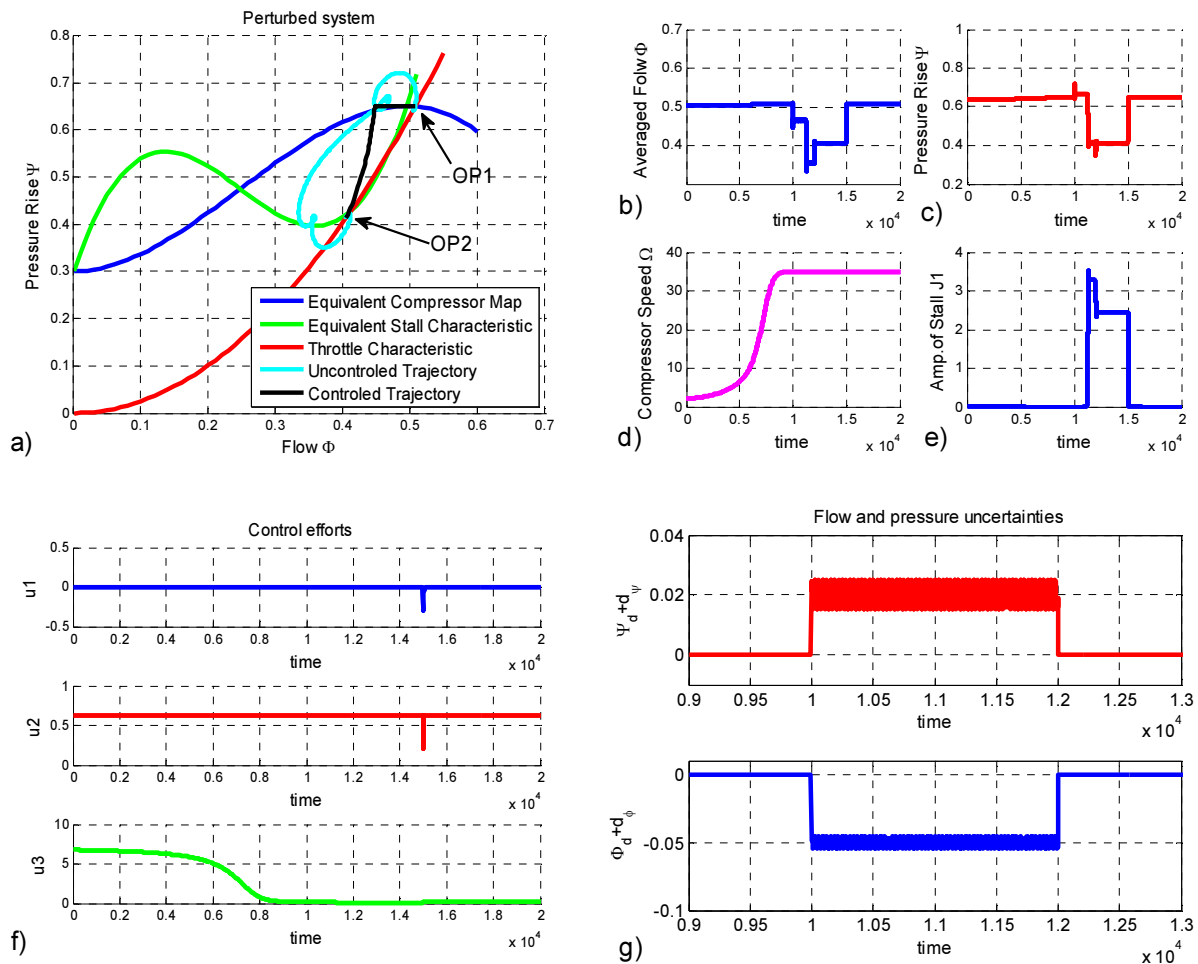 Perturbed system
0.8
0.7
0.6
0.5
0.4
0.3
0.2
0.1
0
Pressure Rise Ψ
OP1
OP2
Equivalent Compressor Map
Equivalent Stall Characteristic
Throttle Characteristic
Uncontroled Trajectory
Controled Trajectory
0 0.1 0.2 0.3 0.4 0.5 0.6 0.7
Flow Φ
a)
0.7
0.6
0.5
0.4
Averaged Folw Φ
0 0.5 1 1.5 2
time
x 10^4
b)
1
0.8
0.6
0.4
0.2
Pressure Rise Ψ
0 0.5 1 1.5 2
time
x 10^4
c)
40
30
20
10
0
Compressor Speed Ω
0 0.5 1 1.5 2
time
x 10^4
d)
4
3
2
1
0
Amp.of Stall J1
0 0.5 1 1.5 2
time
x 10^4
e)
Control efforts
0.5
0
-0.5
u1
0 0.2 0.4 0.6 0.8 1 1.2 1.4 1.6 1.8 2
time
x 10^4
1
0.5
0
u2
0 0.2 0.4 0.6 0.8 1 1.2 1.4 1.6 1.8 2
time
x 10^4
10
5
0
u3
0 0.2 0.4 0.6 0.8 1 1.2 1.4 1.6 1.8 2
time
x 10^4
f)
Flow and pressure uncertainties
0.04
0.02
0
Ψd+dψ
0.9 0.95 1 1.05 1.1 1.15 1.2 1.25 1.3
time
x 10^4
0
-0.05
-0.1
Φd+dϕ
0.9 0.95 1 1.05 1.1 1.15 1.2 1.25 1.3
time
x 10^4
g)